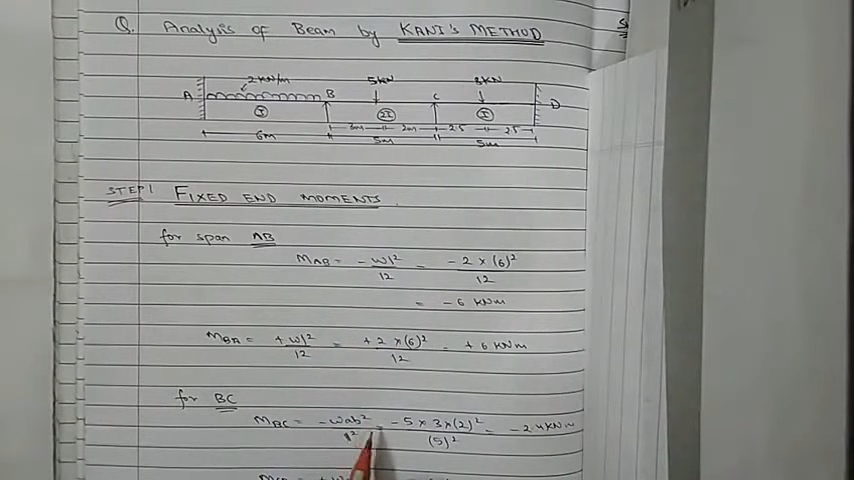 Q. Analysis of Beam by KANI'S METHOD
2 kN/m 5KN 8KN
A B C D
I 2I I
3m 2m 2.5 2.5
6m 5m 5m
STEP 1 FIXED END MOMENTS.
for span AB
MAB = -wl² / 12 = -2 × (6)² / 12
= -6 KNm
MBA = +wl² / 12 = +2 × (6)² / 12 = +6 KNm
for BC
MBC = -wab² / l² = -5 × 3 × (2)² / (5)² = -2.4 KNm